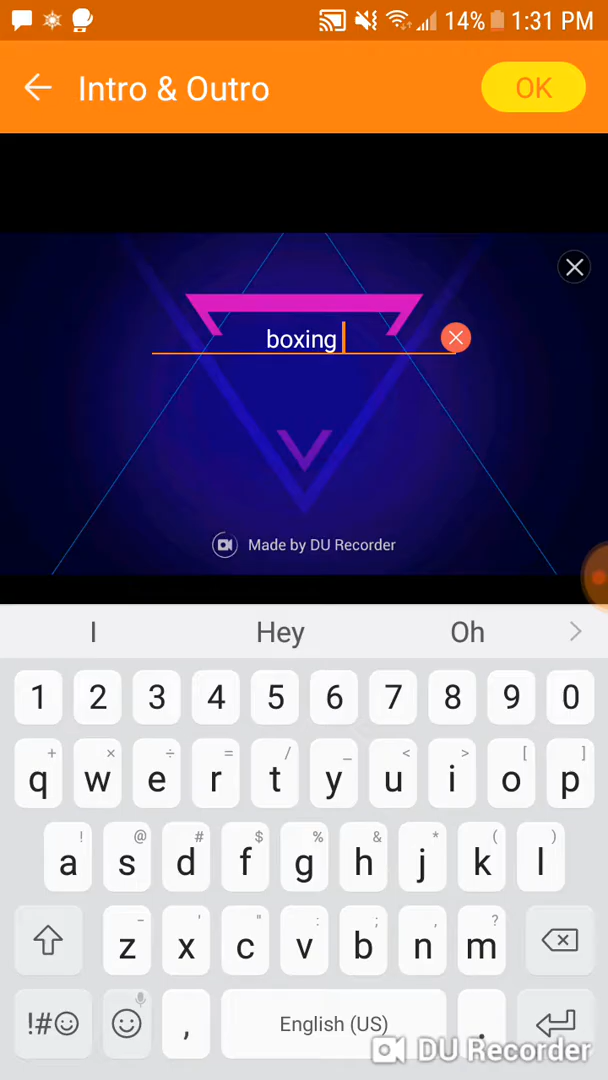 14% 1:31 PM
Intro & Outro OK
boxing
Made by DU Recorder
I Hey Oh
1 2 3 4 5 6 7 8 9 0
+ × ÷ = / _ < > [ ]
q w e r t y u i o p
! @ # $ % & * ( )
a s d f g h j k l
- ' " : ; , ?
z x c v b n m
!#☺ , English (US) .
DU Recorder